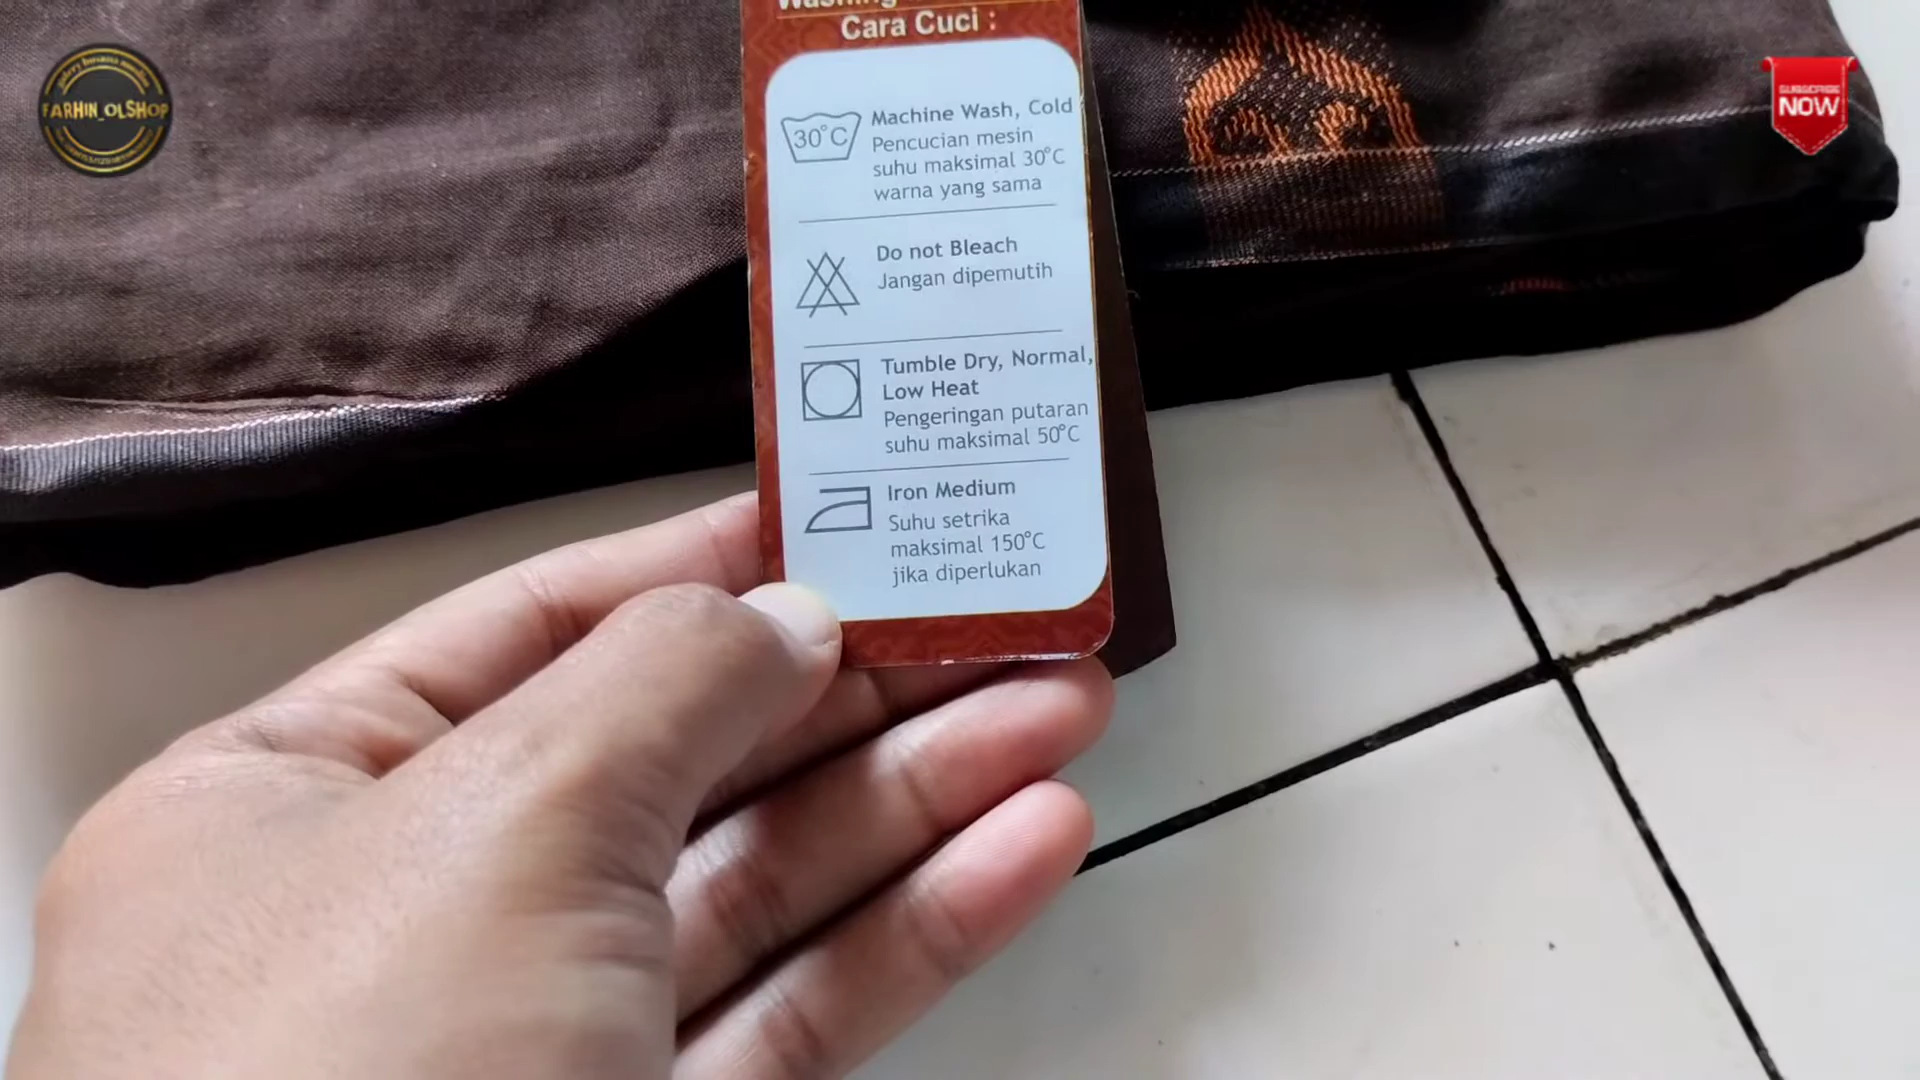 FARHIN_OLSHOP
SUBSCRIBE
NOW
Washing
Cara Cuci :
30°C
Machine Wash, Cold
Pencucian mesin
suhu maksimal 30°C
warna yang sama
Do not Bleach
Jangan dipemutih
Tumble Dry, Normal,
Low Heat
Pengeringan putaran
suhu maksimal 50°C
Iron Medium
Suhu setrika
maksimal 150°C
jika diperlukan